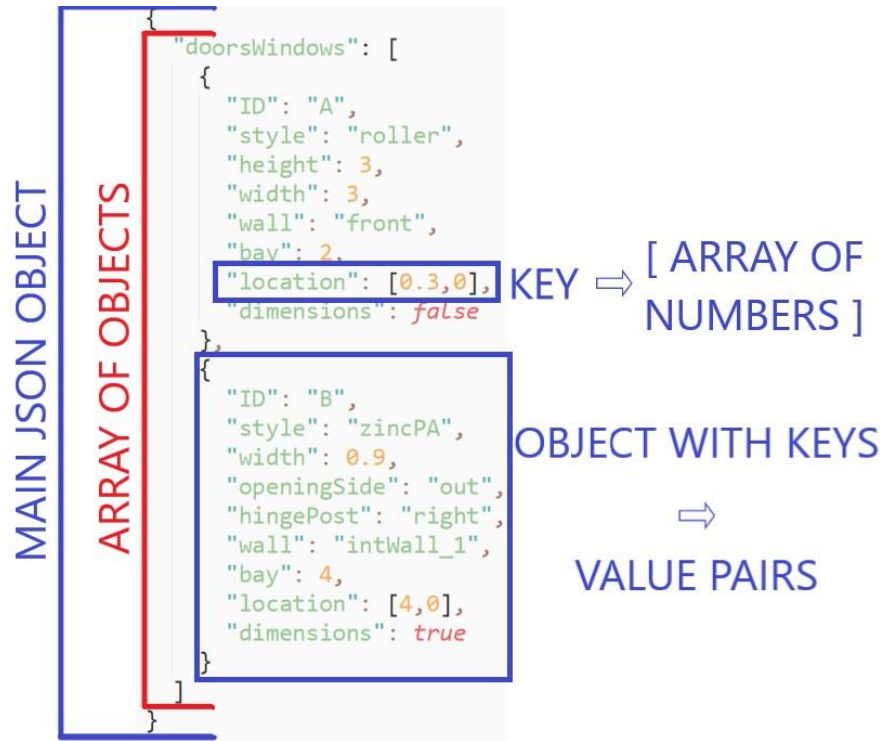 {
"doorsWindows": [
{
"ID": "A",
"style": "roller",
"height": 3,
"width": 3,
"wall": "front",
"bay": 2,
"location": [0.3,0],
"dimensions": false
},
{
"ID": "B",
"style": "zincPA",
"width": 0.9,
"openingSide": "out",
"hingePost": "right",
"wall": "intWall_1",
"bay": 4,
"location": [4,0],
"dimensions": true
}
]
}
MAIN JSON OBJECT
ARRAY OF OBJECTS
KEY ⇨ [ ARRAY OF
NUMBERS ]
OBJECT WITH KEYS
⇨
VALUE PAIRS